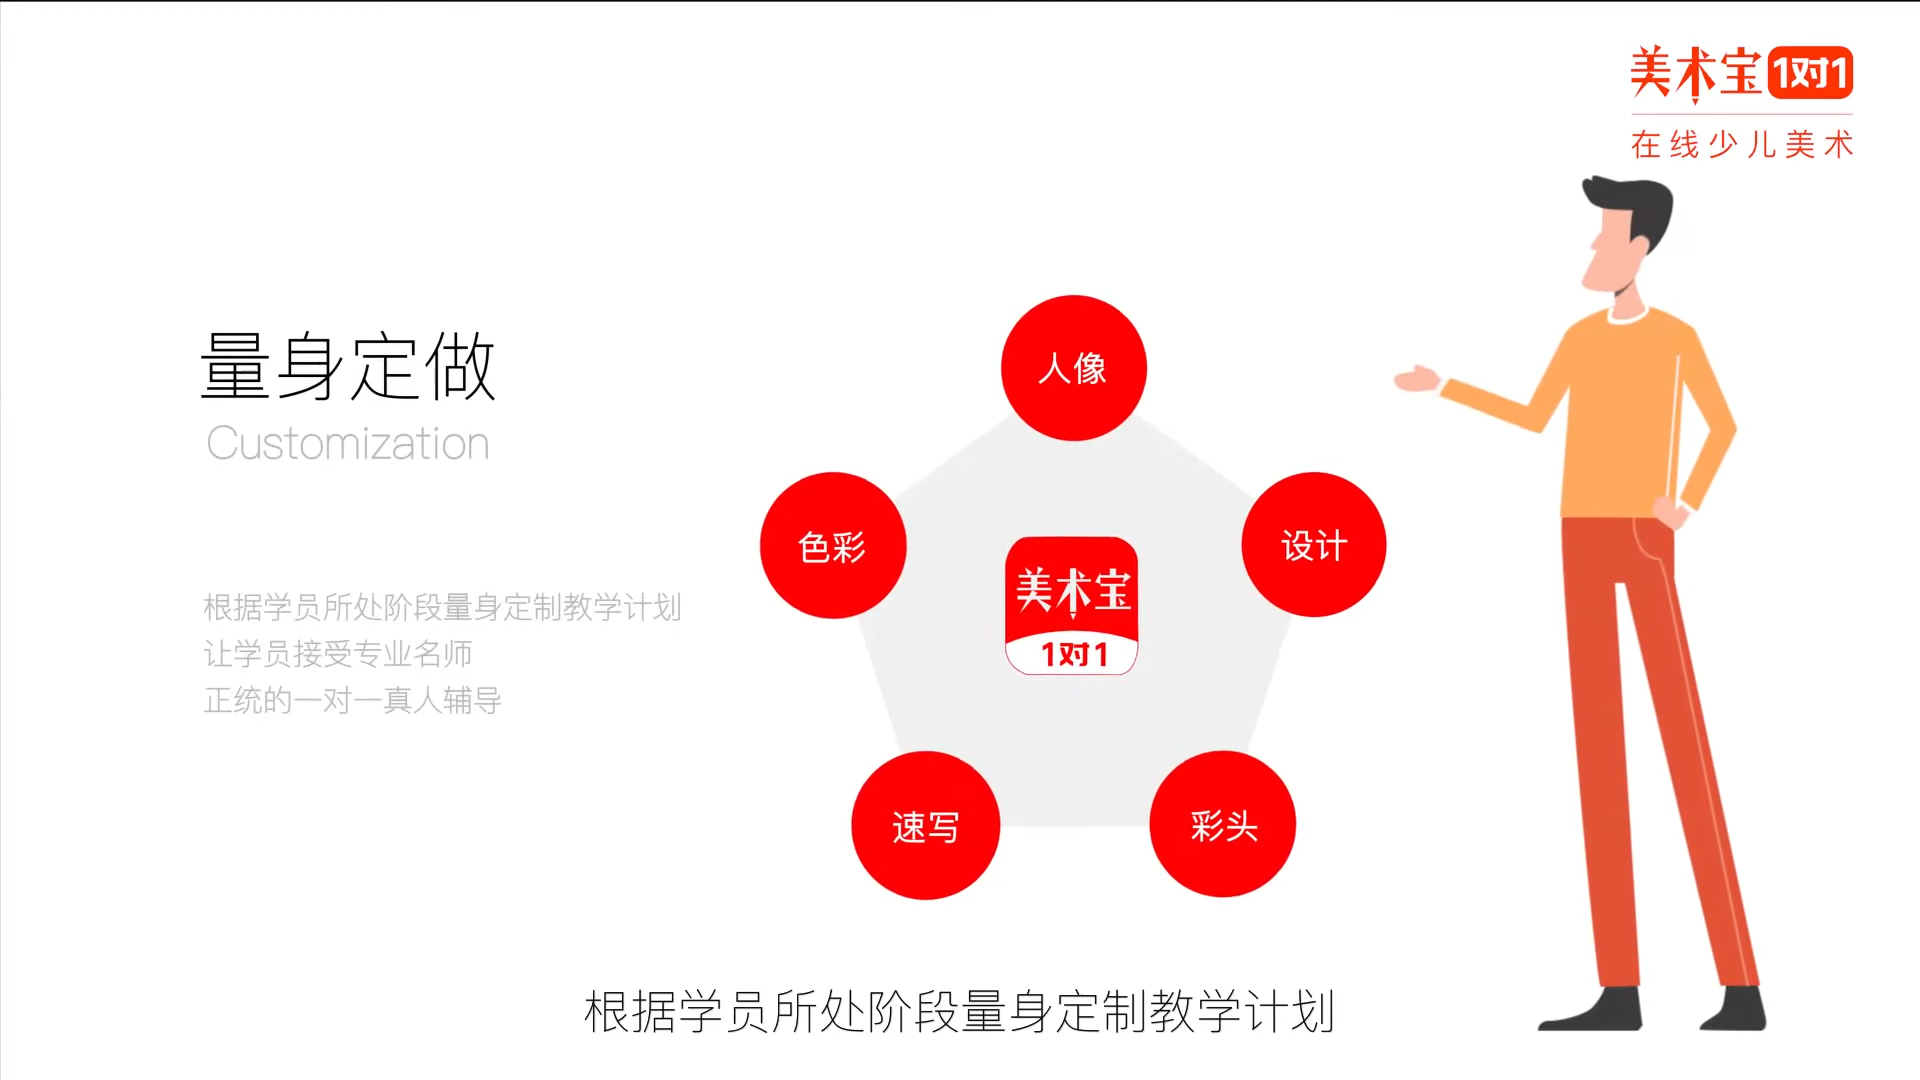 美术宝1对1
在线少儿美术
量身定做
Customization
根据学员所处阶段量身定制教学计划
让学员接受专业名师
正统的一对一真人辅导
人像
色彩
设计
美术宝
1对1
速写
彩头
根据学员所处阶段量身定制教学计划